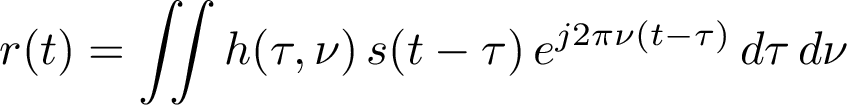 r(t) = ∬ h(τ, ν) s(t − τ) e^{j2πν(t−τ)} dτ dν